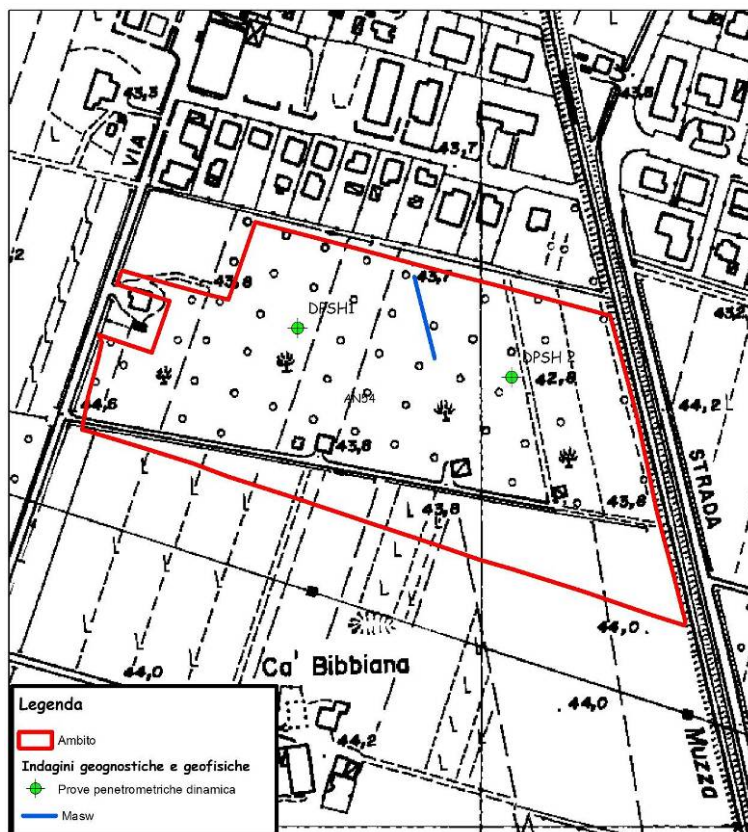 43,3
43,8
VIA
43,7
43,8
43,7
DPSH1
DPSH 2
42,8
43,2
44,2
44,6
AN54
43,8
43,8
43,8
STRADA
44,0
Ca' Bibbiana
44,0
44,0
44,2
Muzza
Legenda
Ambito
Indagini geognostiche e geofisiche
Prove penetrometriche dinamica
Masw